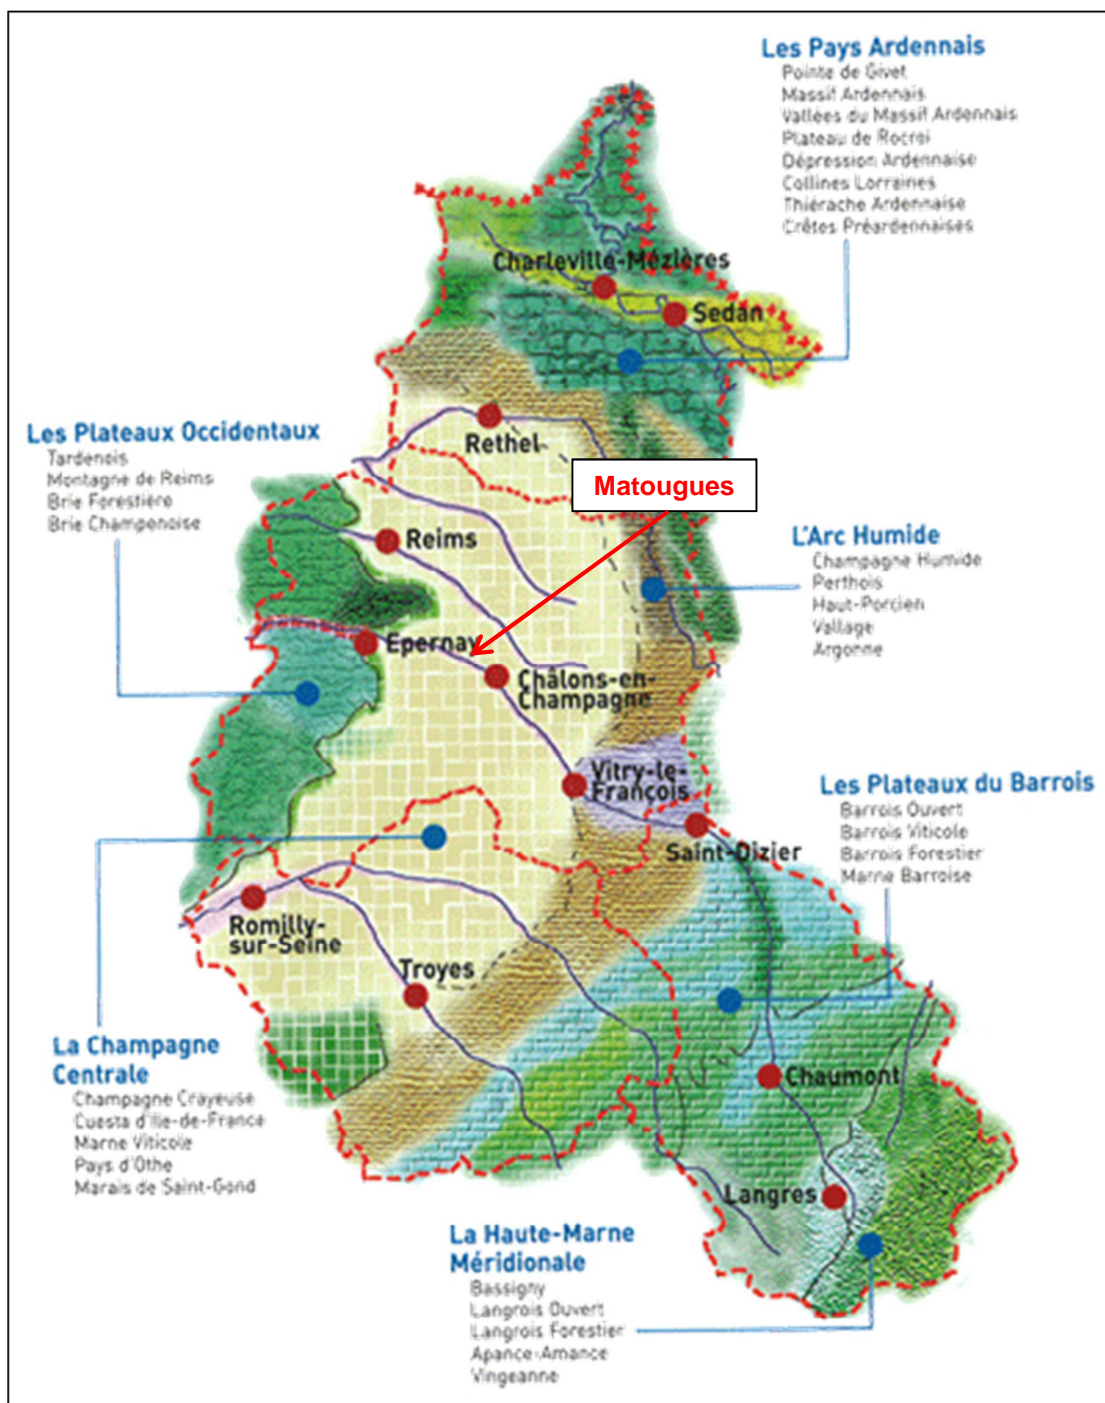 Les Pays Ardennais
Pointe de Givet
Massif Ardennais
Vallées du Massif Ardennais
Plateau de Rocroi
Dépression Ardennaise
Collines Lorraines
Thiérache Ardennaise
Crêtes Préardennaises
Charleville-Mézières
Sedan
Les Plateaux Occidentaux
Tardenois
Montagne de Reims
Brie Forestière
Brie Champenoise
Rethel
Matougues
Reims
L'Arc Humide
Champagne Humide
Perthois
Haut-Porcien
Vallage
Argonne
Epernay
Châlons-en-
Champagne
Vitry-le-
François
Les Plateaux du Barrois
Barrois Ouvert
Barrois Viticole
Barrois Forestier
Marne Barroise
Saint-Dizier
Romilly-
sur-Seine
Troyes
La Champagne
Centrale
Champagne Crayeuse
Cuesta d'Ile-de-France
Marne Viticole
Pays d'Othe
Marais de Saint-Gond
Chaumont
Langres
La Haute-Marne
Méridionale
Bassigny
Langrois Ouvert
Langrois Forestier
Apance-Amance
Vingeanne